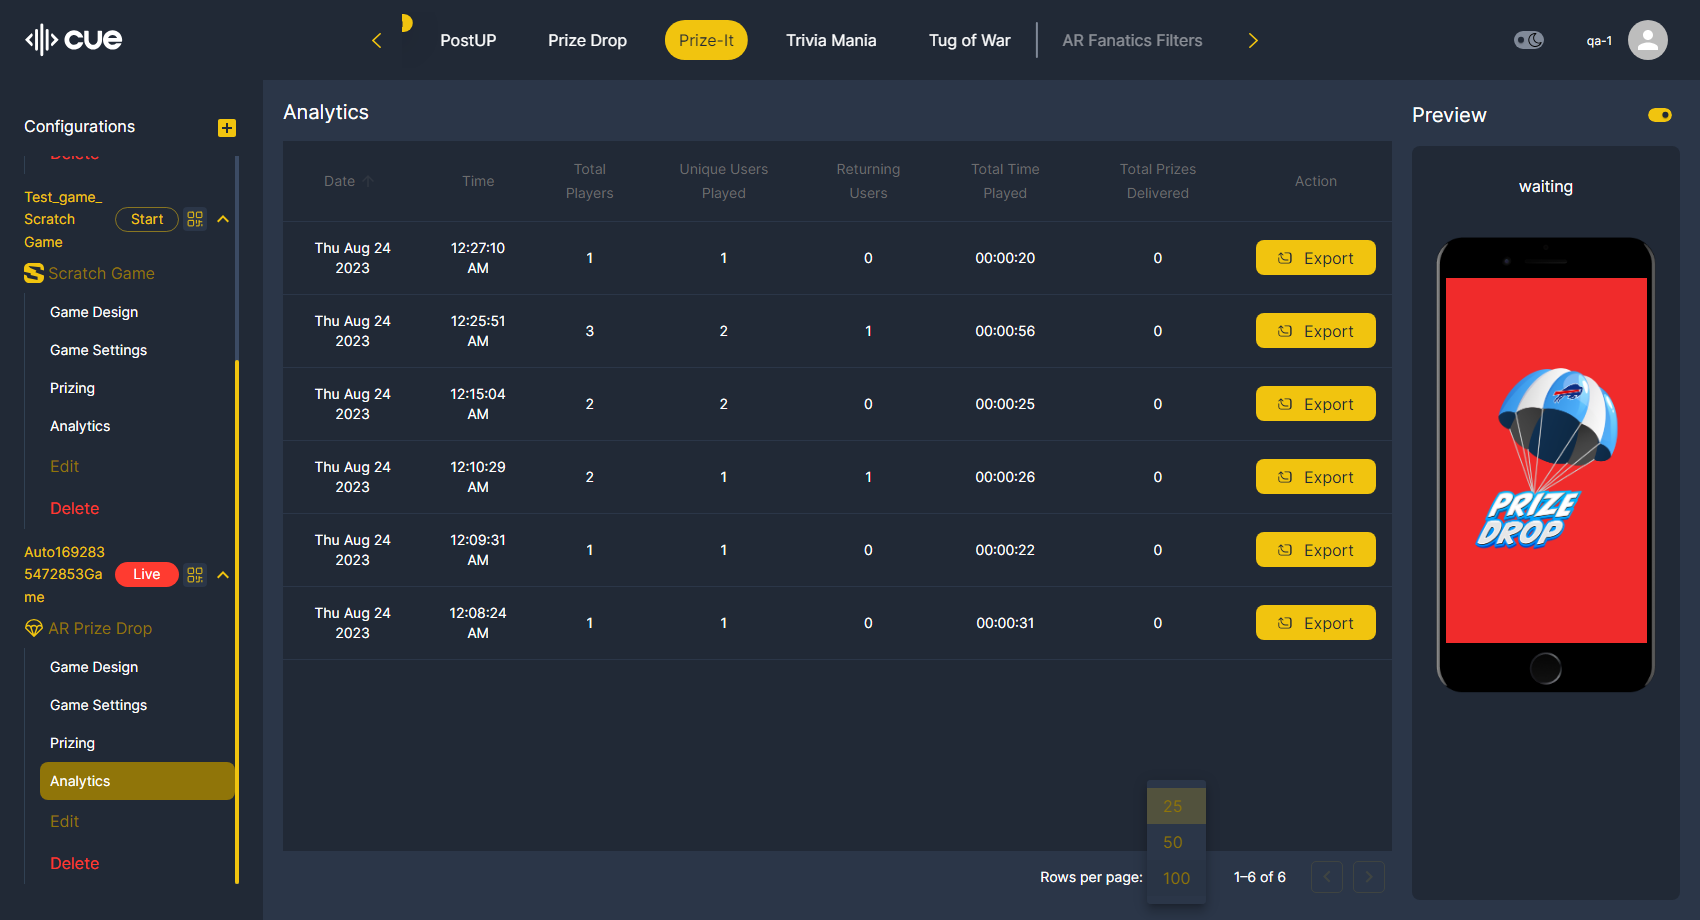 cue
PostUP
Prize Drop
Prize-It
Trivia Mania
Tug of War
AR Fanatics Filters
qa-1
Configurations
Delete
Test_game_
Scratch
Game
Start
Scratch Game
Game Design
Game Settings
Prizing
Analytics
Edit
Delete
Auto169283
5472853Ga
me
Live
AR Prize Drop
Game Design
Game Settings
Prizing
Analytics
Edit
Delete
Analytics
Date
Time
Total
Players
Unique Users
Played
Returning
Users
Total Time
Played
Total Prizes
Delivered
Action
Thu Aug 24
2023
12:27:10
AM
1
1
0
00:00:20
0
Export
Thu Aug 24
2023
12:25:51
AM
3
2
1
00:00:56
0
Export
Thu Aug 24
2023
12:15:04
AM
2
2
0
00:00:25
0
Export
Thu Aug 24
2023
12:10:29
AM
2
1
1
00:00:26
0
Export
Thu Aug 24
2023
12:09:31
AM
1
1
0
00:00:22
0
Export
Thu Aug 24
2023
12:08:24
AM
1
1
0
00:00:31
0
Export
25
50
100
Rows per page:
1–6 of 6
Preview
waiting
PRIZE
DROP